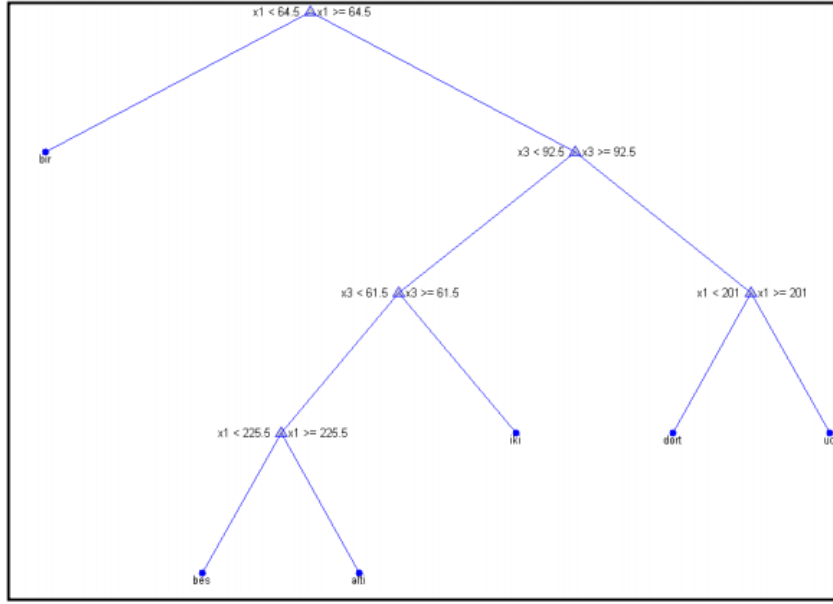 x1 < 64.5 x1 >= 64.5
bir
x3 < 92.5 x3 >= 92.5
x3 < 61.5 x3 >= 61.5
x1 < 201 x1 >= 201
x1 < 225.5 x1 >= 225.5
iki
dort
bes
alti